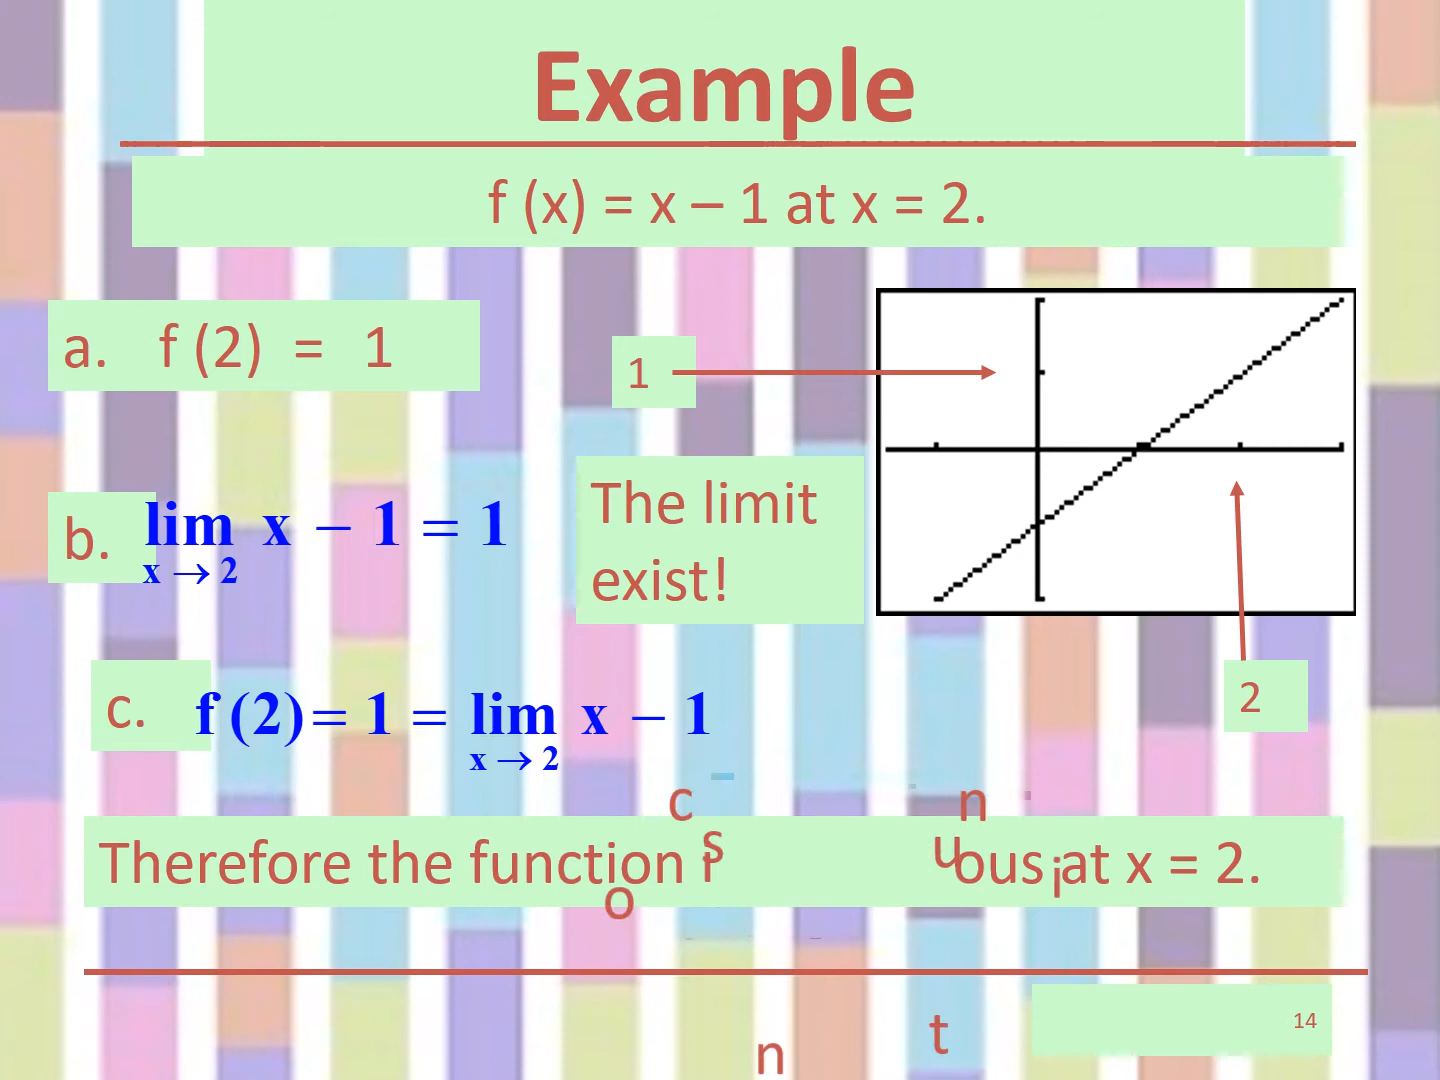 Example
f (x) = x – 1 at x = 2.
a. f (2) = 1
1
b. lim x − 1 = 1
x → 2
The limit
exist!
c. f (2) = 1 = lim x − 1
x → 2
2
c n
Therefore the function i s u ous i at x = 2.
o
14
n t